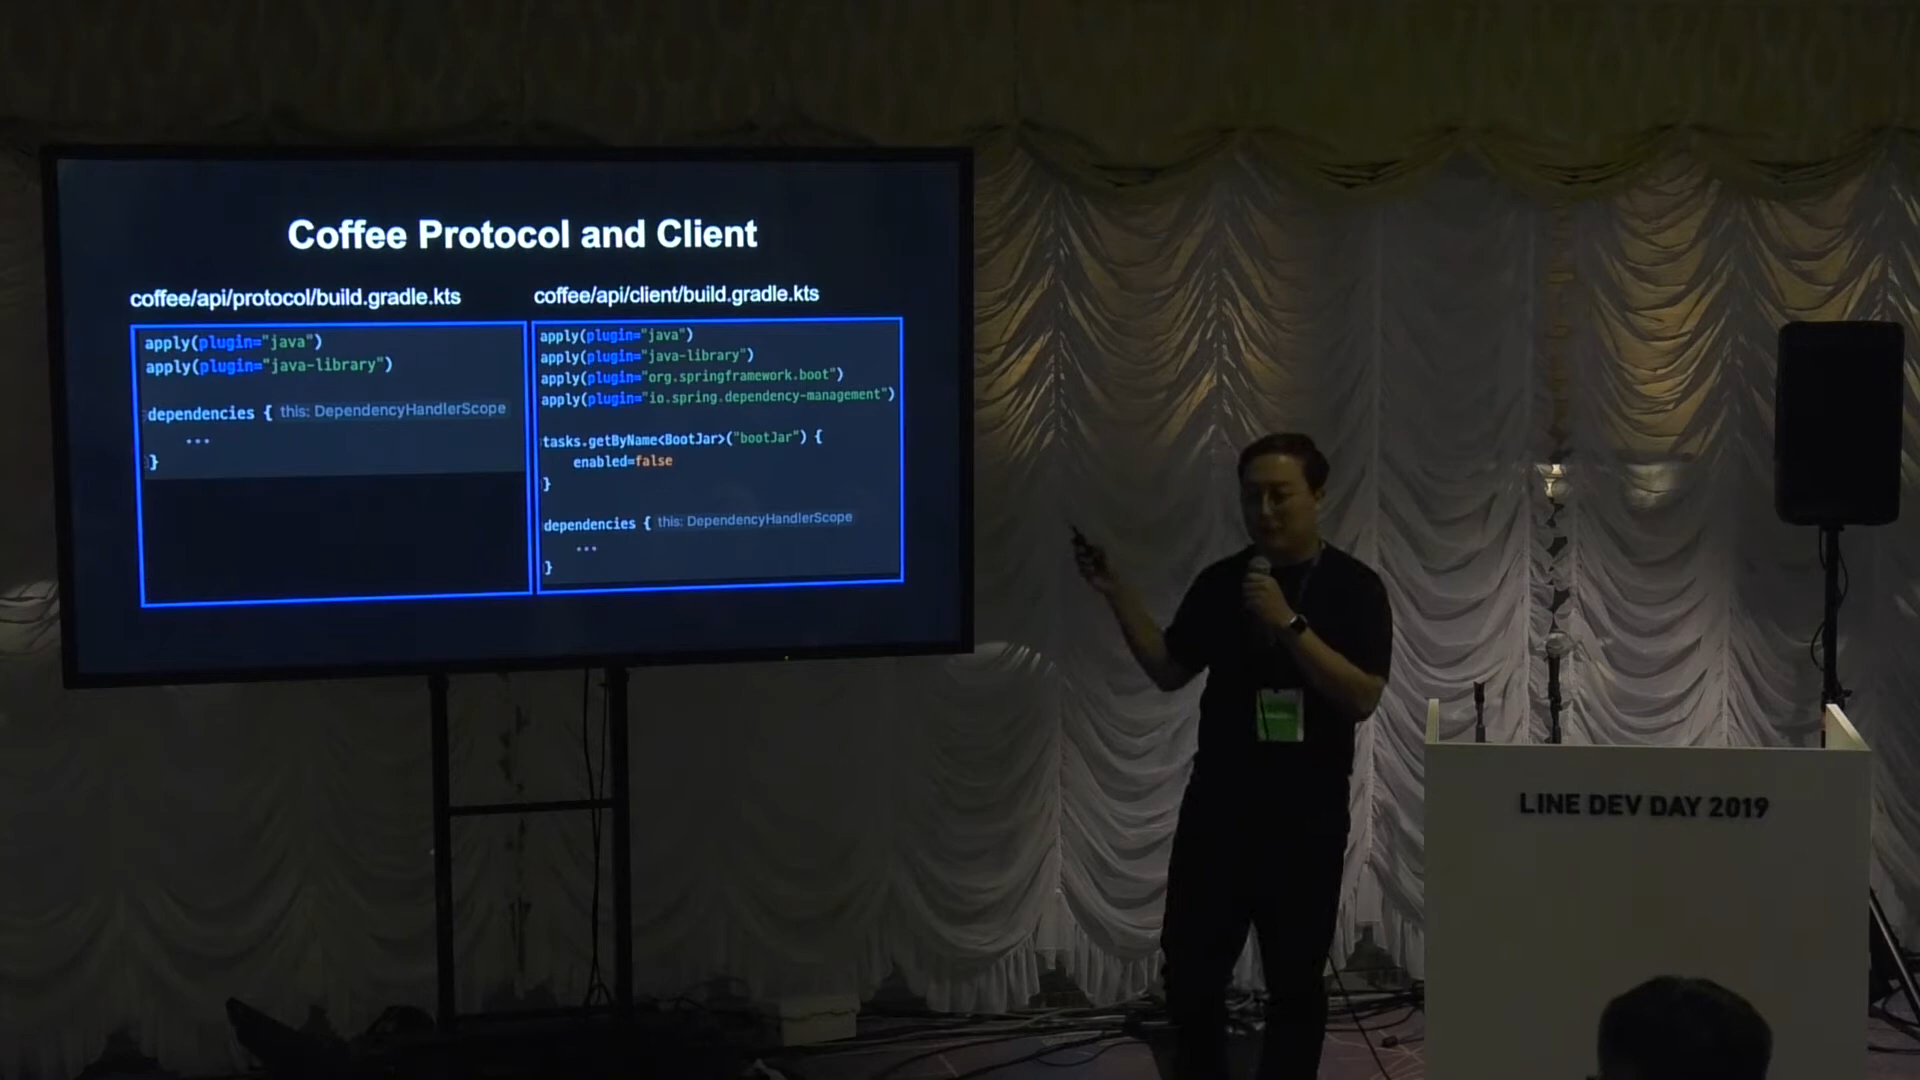 Coffee Protocol and Client
coffee/api/protocol/build.gradle.kts
apply(plugin="java")
apply(plugin="java-library")
dependencies { this: DependencyHandlerScope
...
}
coffee/api/client/build.gradle.kts
apply(plugin="java")
apply(plugin="java-library")
apply(plugin="org.springframework.boot")
apply(plugin="io.spring.dependency-management")
tasks.getByName<BootJar>("bootJar") {
enabled=false
}
dependencies { this: DependencyHandlerScope
...
}
LINE DEV DAY 2019